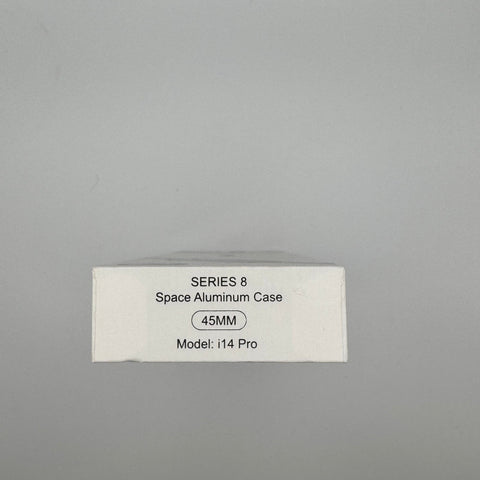 SERIES 8
Space Aluminum Case
45MM
Model: i14 Pro